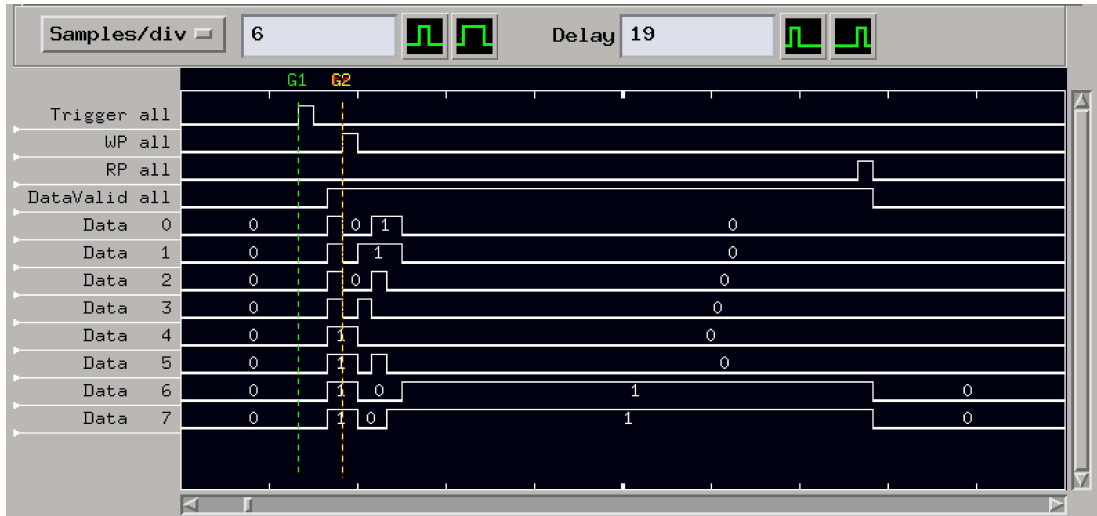 Samples/div 6 Delay 19
G1 G2
Trigger all
WP all
RP all
DataValid all
Data 0 0 0 1 0
Data 1 0 1 0
Data 2 0 0 0
Data 3 0 0
Data 4 0 1 0
Data 5 0 1 0
Data 6 0 1 0 1 0
Data 7 0 1 0 1 0